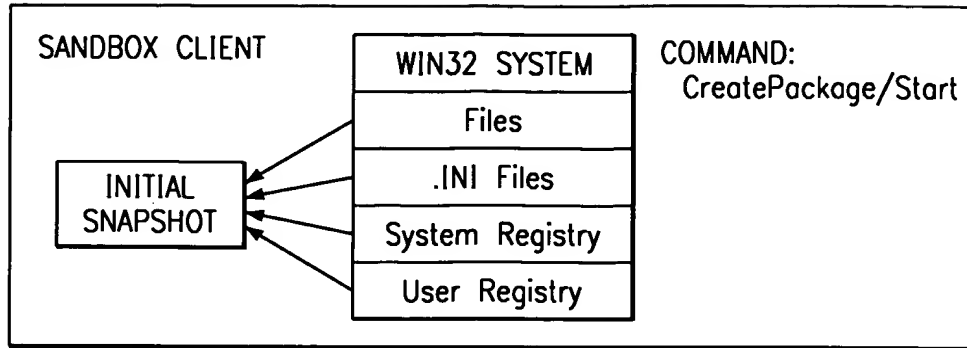 SANDBOX CLIENT
WIN32 SYSTEM
Files
.INI Files
System Registry
User Registry
INITIAL
SNAPSHOT
COMMAND:
CreatePackage/Start